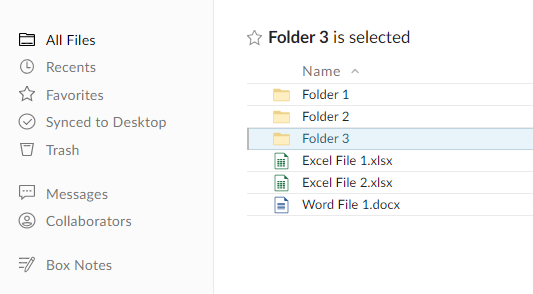 All Files
Recents
Favorites
Synced to Desktop
Trash
Messages
Collaborators
Box Notes
Folder 3 is selected
Name
Folder 1
Folder 2
Folder 3
Excel File 1.xlsx
Excel File 2.xlsx
Word File 1.docx